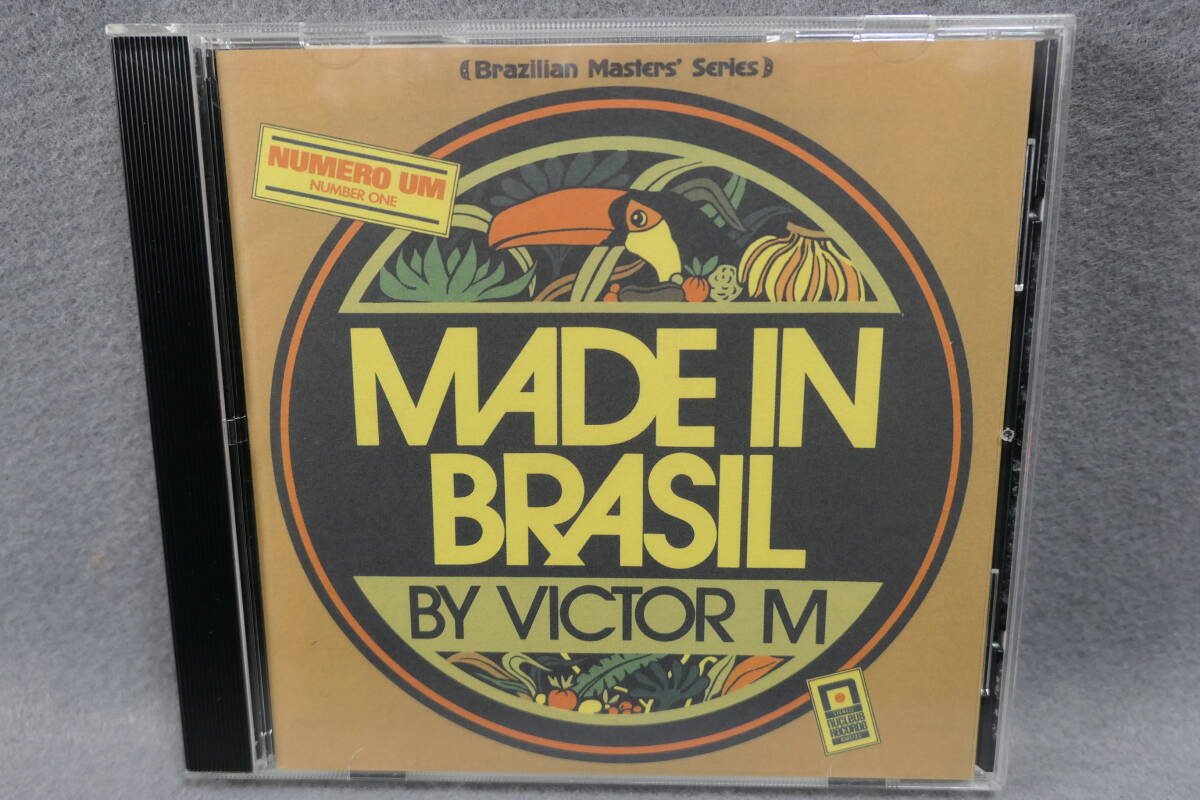 Brazilian Masters' Series
NUMERO UM
NUMBER ONE
MADE IN
BRASIL
BY VICTOR M
NUCLEUS
RECORDS